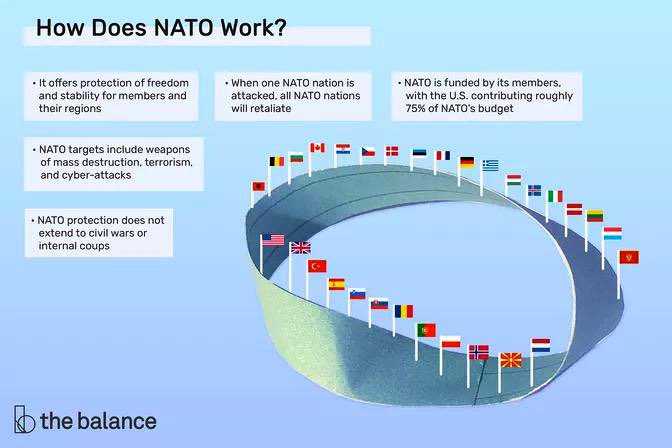 How Does NATO Work?
• It offers protection of freedom
and stability for members and
their regions
• When one NATO nation is
attacked, all NATO nations
will retaliate
• NATO is funded by its members,
with the U.S. contributing roughly
75% of NATO's budget
• NATO targets include weapons
of mass destruction, terrorism,
and cyber-attacks
• NATO protection does not
extend to civil wars or
internal coups
the balance